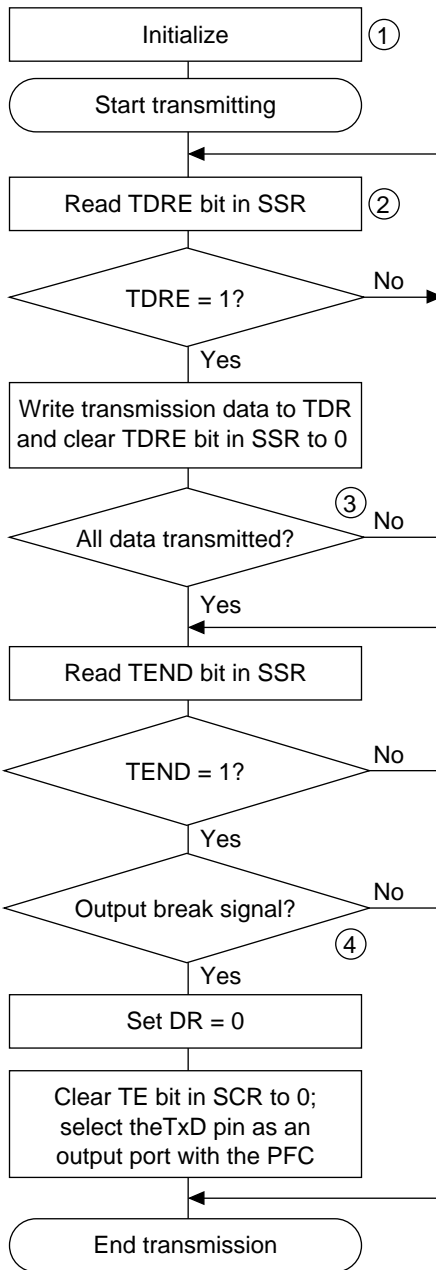 Initialize
①
Start transmitting
Read TDRE bit in SSR
②
TDRE = 1?
No
Yes
Write transmission data to TDR
and clear TDRE bit in SSR to 0
③
All data transmitted?
No
Yes
Read TEND bit in SSR
TEND = 1?
No
Yes
Output break signal?
No
④
Yes
Set DR = 0
Clear TE bit in SCR to 0;
select theTxD pin as an
output port with the PFC
End transmission